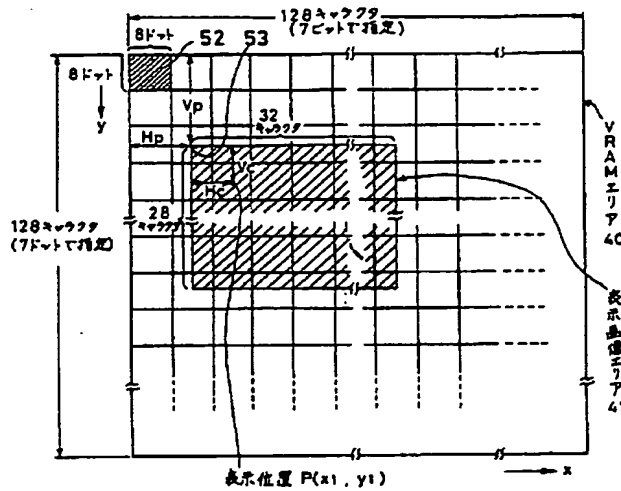 128キャラクタ
(7ビットで指定)
8ドット
52
53
8ドット
y
Vp
32
キャラクタ
Hp
Vc
Hc
28
キャラクタ
128キャラクタ
(7ドットで指定)
VRAMエリア
40
表示画像エリア
表示位置 P(x1, y1)
x